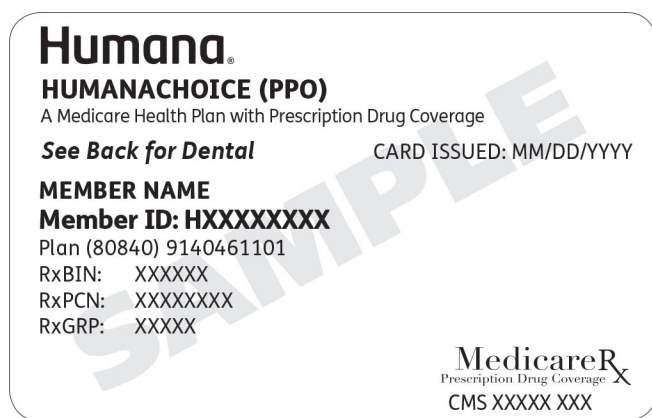 Humana®
HUMANACHOICE (PPO)
A Medicare Health Plan with Prescription Drug Coverage
See Back for Dental CARD ISSUED: MM/DD/YYYY
MEMBER NAME
Member ID: HXXXXXXXX
Plan (80840) 9140461101
RxBIN: XXXXXX
RxPCN: XXXXXXXX
RxGRP: XXXXX
SAMPLE
MedicareRx
Prescription Drug Coverage
CMS XXXXX XXX